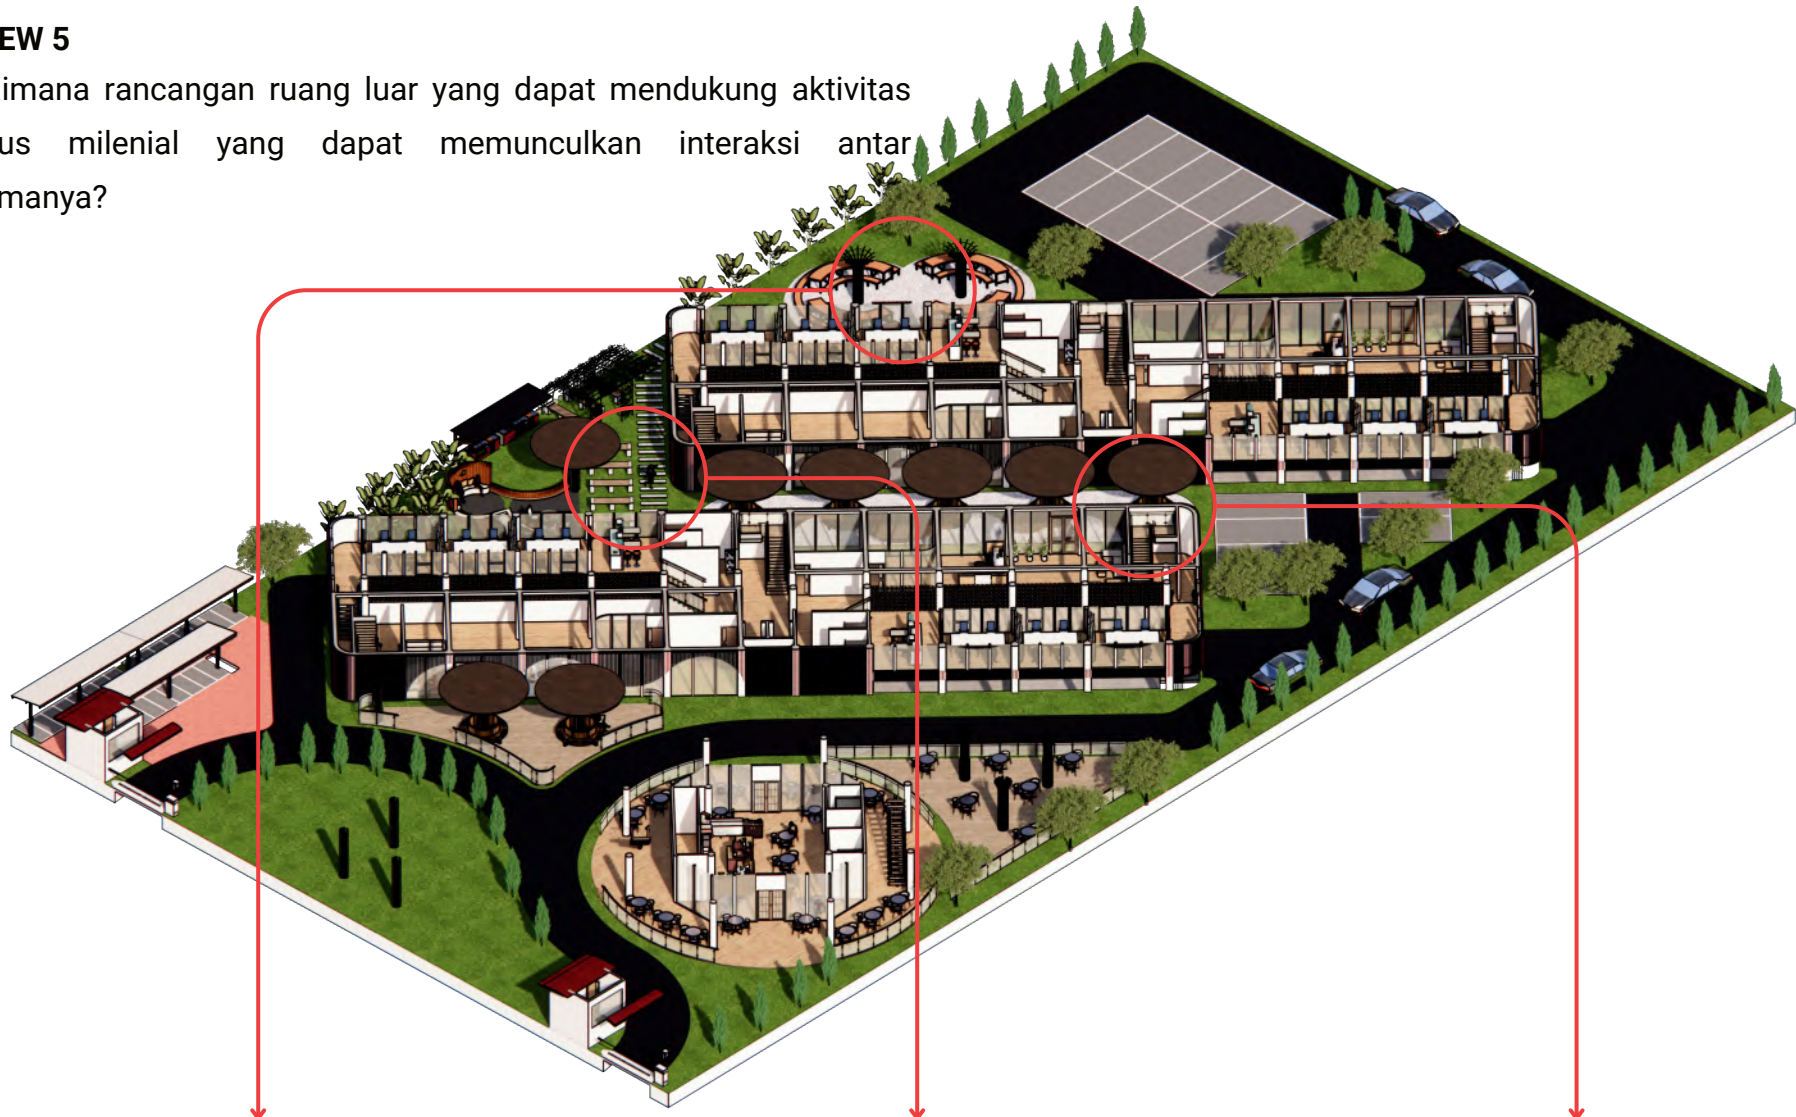 EW 5
imana rancangan ruang luar yang dapat mendukung aktivitas
us milenial yang dapat memunculkan interaksi antar
manya?